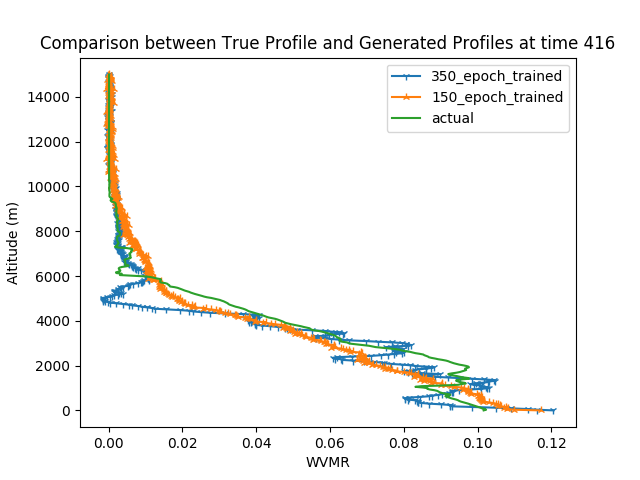 Comparison between True Profile and Generated Profiles at time 416
350_epoch_trained
150_epoch_trained
actual
14000
12000
10000
8000
6000
4000
2000
0
Altitude (m)
0.00 0.02 0.04 0.06 0.08 0.10 0.12
WVMR